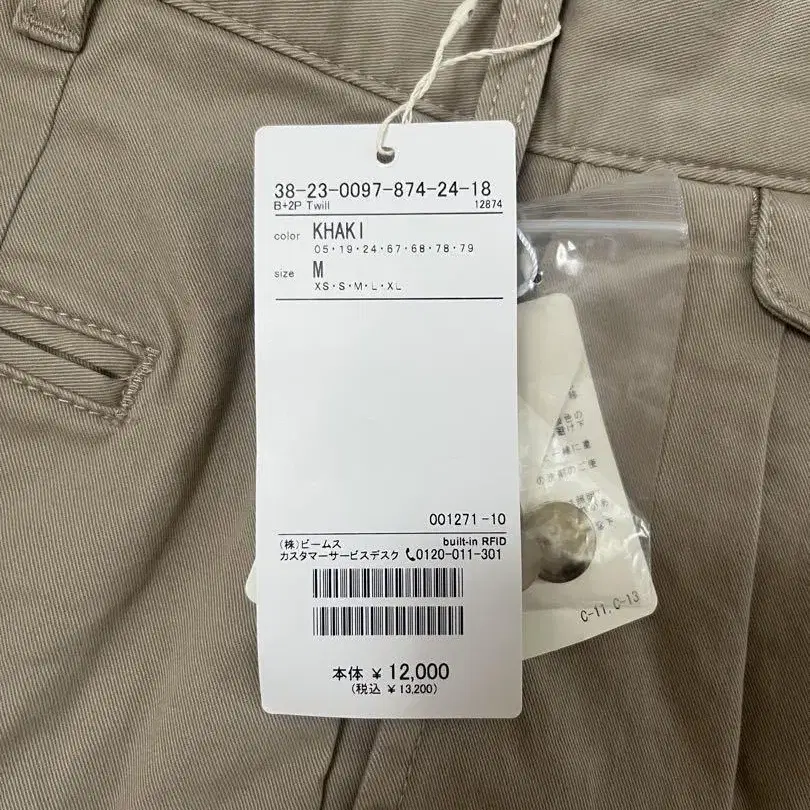 38-23-0097-874-24-18
B+2P Twill 12874
color KHAKI
05・19・24・67・68・78・79
size M
XS・S・M・L・XL
001271-10
(株)ビームス built-in RFID
カスタマーサービスデスク 0120-011-301
本体 ¥ 12,000
(税込 ¥ 13,200)
C-11, C-13